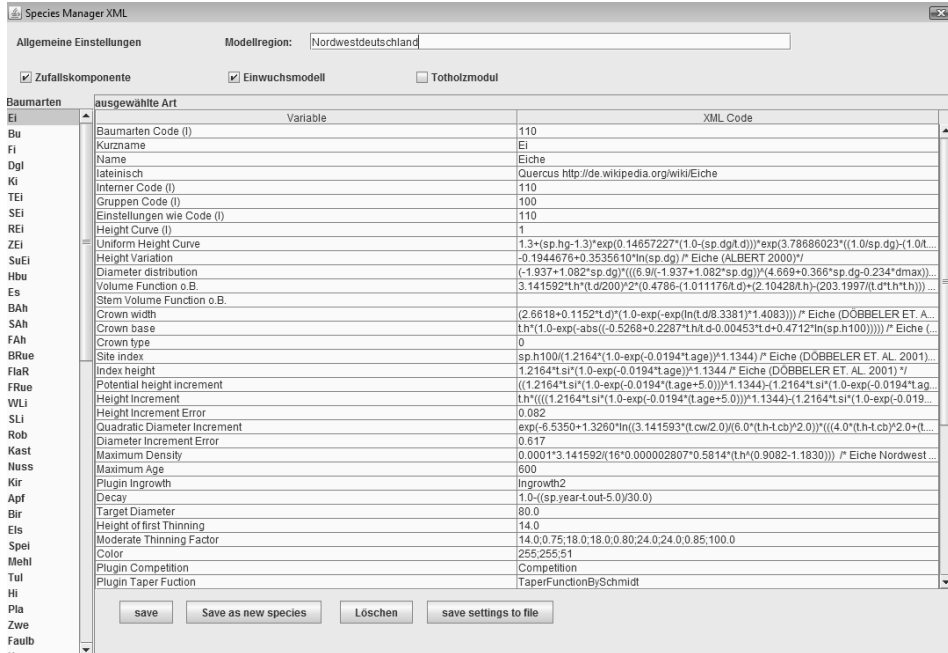 Species Manager XML
Allgemeine Einstellungen Modellregion: Nordwestdeutschland
Zufallskomponente Einwuchsmodell Totholzmodul
Baumarten ausgewählte Art
Variable XML Code
Ei
Bu
Fi
Dgl
Ki
TEi
SEi
REi
ZEi
SuEi
Hbu
Es
BAh
SAh
FAh
BRue
FlaR
FRue
WLi
SLi
Rob
Kast
Nuss
Kir
Apf
Bir
Els
Spei
Mehl
Tul
Hi
Pla
Zwe
Faulb
Baumarten Code (I) 110
Kurzname Ei
Name Eiche
lateinisch Quercus http://de.wikipedia.org/wiki/Eiche
Interner Code (I) 110
Gruppen Code (I) 100
Einstellungen wie Code (I) 110
Height Curve (I) 1
Uniform Height Curve 1.3+(sp.hg-1.3)*exp(0.14657227*(1.0-(sp.dg/t.d)))*exp(3.78686023*((1.0/sp.dg)-(1.0/t....
Height Variation -0.1944676+0.3535610*ln(sp.dg) /* Eiche (ALBERT 2000)*/
Diameter distribution (-1.937+1.082*sp.dg)*(((6.9/(-1.937+1.082*sp.dg))^(4.669+0.366*sp.dg-0.234*dmax))...
Volume Function o.B. 3.141592*t.h*(t.d/200)^2*(0.4786-(1.011176/t.d)+(2.10428/t.h)-(203.1997/(t.d*t.h*t.h))) ...
Stem Volume Function o.B.
Crown width (2.6618+0.1152*t.d)*(1.0-exp(-exp(ln(t.d/8.3381)*1.4083))) /* Eiche (DÖBBELER ET. A...
Crown base t.h*(1.0-exp(-abs((-0.5268+0.2287*t.h/t.d-0.00453*t.d+0.4712*ln(sp.h100))))) /* Eiche (...
Crown type 0
Site index sp.h100/(1.2164*(1.0-exp(-0.0194*t.age))^1.1344) /* Eiche (DÖBBELER ET. AL. 2001)...
Index height 1.2164*t.si*(1.0-exp(-0.0194*t.age))^1.1344 /* Eiche (DÖBBELER ET. AL. 2001) */
Potential height increment ((1.2164*t.si*(1.0-exp(-0.0194*(t.age+5.0)))^1.1344)-(1.2164*t.si*(1.0-exp(-0.0194*t.ag...
Height Increment t.h*((((1.2164*t.si*(1.0-exp(-0.0194*(t.age+5.0)))^1.1344)-(1.2164*t.si*(1.0-exp(-0.019...
Height Increment Error 0.082
Quadratic Diameter Increment exp(-6.5350+1.3260*ln((3.141593*(t.cw/2.0)/(6.0*(t.h-t.cb)^2.0))*(((4.0*(t.h-t.cb)^2.0+(t....
Diameter Increment Error 0.617
Maximum Density 0.0001*3.141592/(16*0.000002807*0.5814*(t.h^(0.9082-1.1830))) /* Eiche Nordwest ...
Maximum Age 600
Plugin Ingrowth Ingrowth2
Decay 1.0-((sp.year-t.out-5.0)/30.0)
Target Diameter 80.0
Height of first Thinning 14.0
Moderate Thinning Factor 14.0;0.75;18.0;18.0;0.80;24.0;24.0;0.85;100.0
Color 255;255;51
Plugin Competition Competition
Plugin Taper Fuction TaperFunctionBySchmidt
save Save as new species Löschen save settings to file